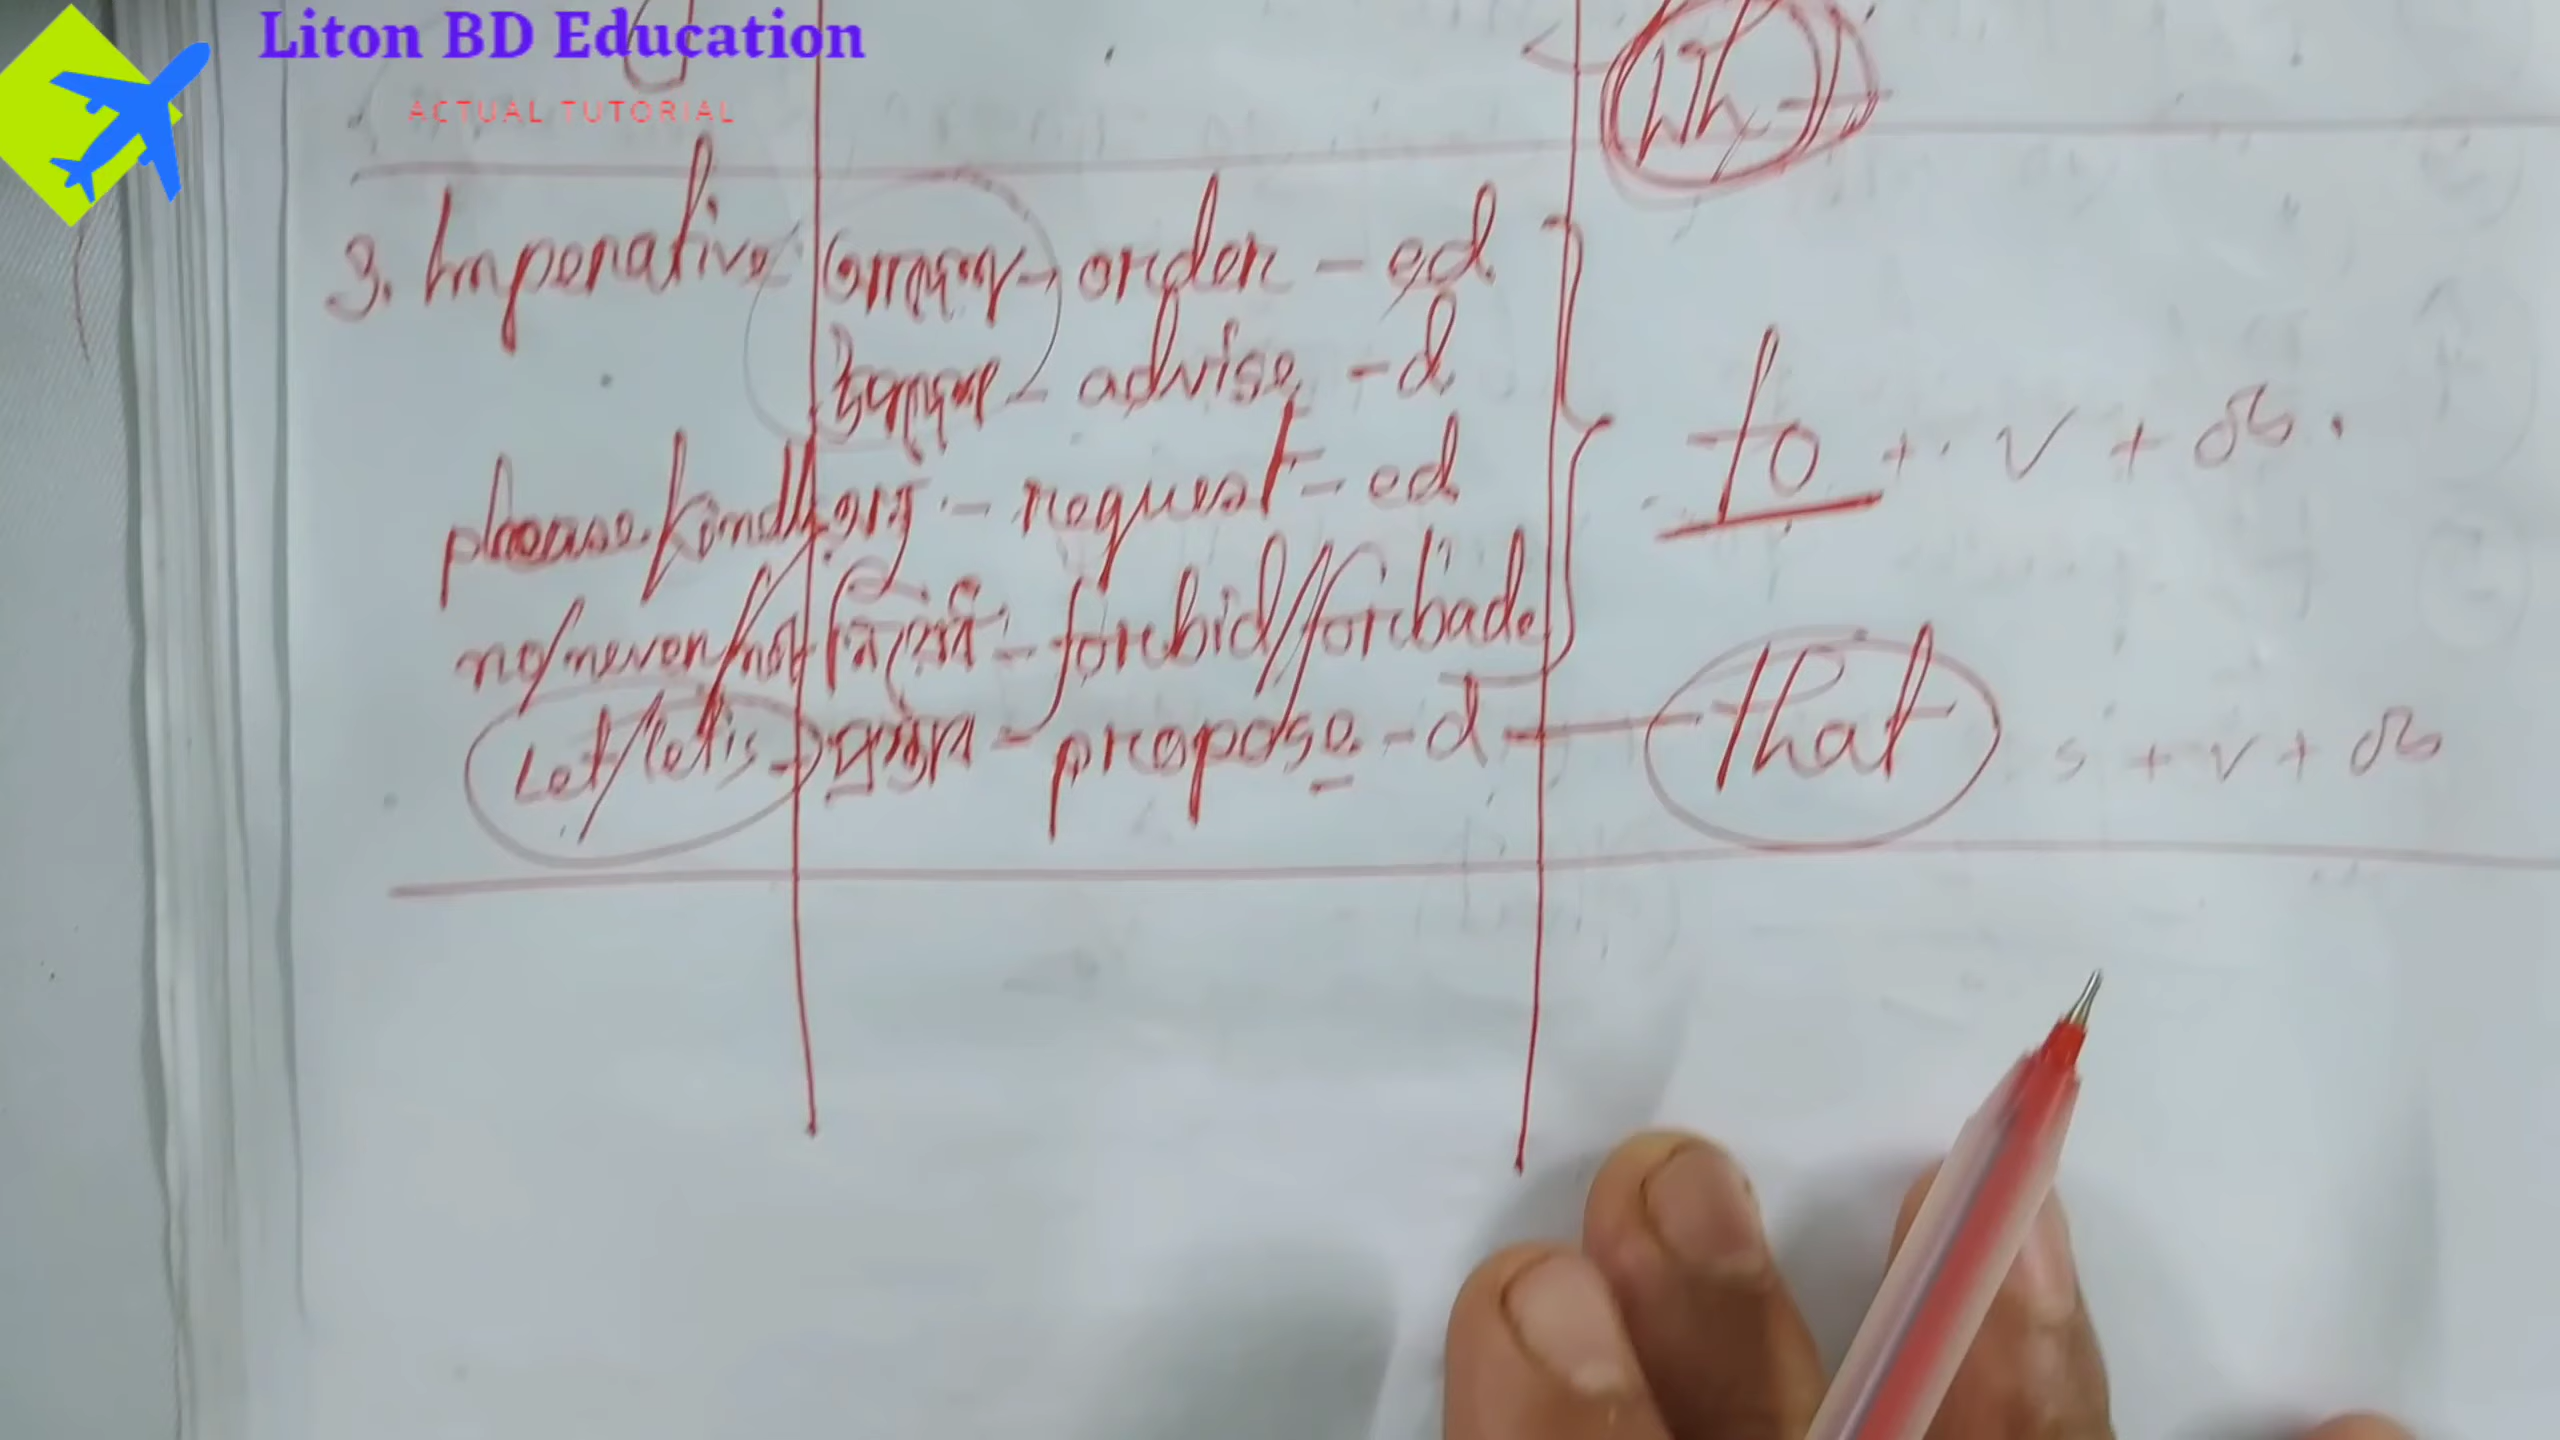 Liton BD Education
ACTUAL TUTORIAL
Wh
3. Imperative আদেশ - order - ed
উপদেশ - advise - d
please/kindly অনু - request - ed
to + v + ob.
no/never/not নিষেধ - forbid/forbade
Let/let's প্রস্তাব - propose - d — that s + v + ob